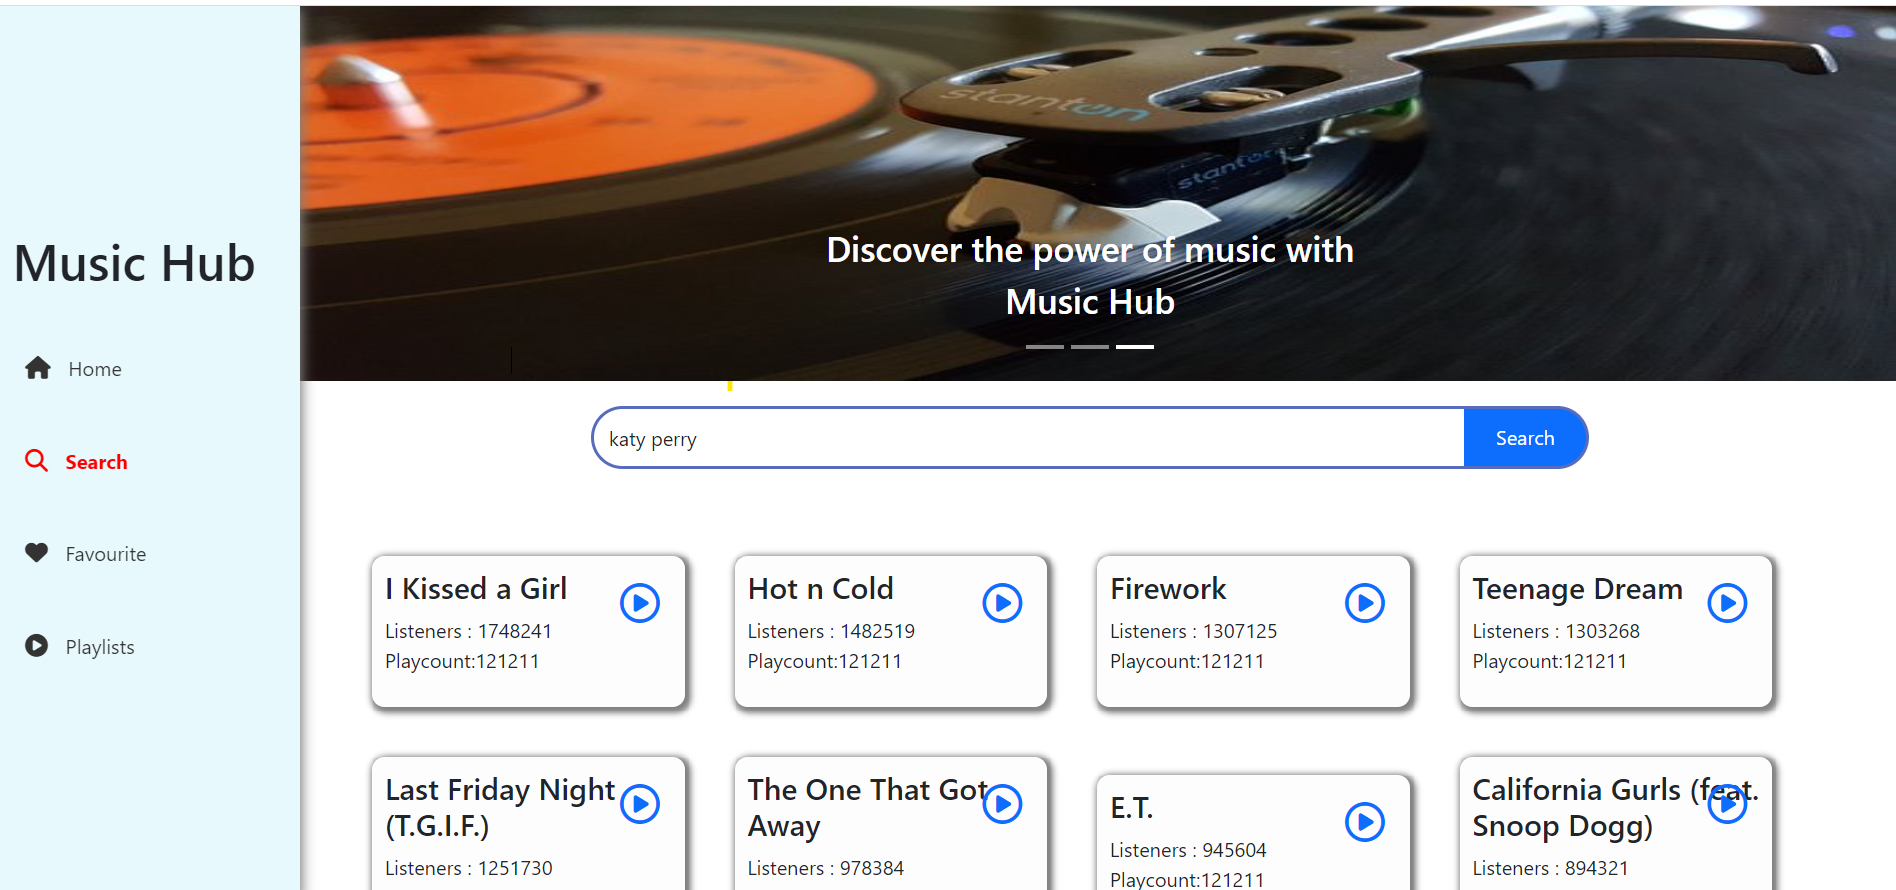 Music Hub
Home
Search
Favourite
Playlists
stanton
stanton
Discover the power of music with
Music Hub
katy perry
Search
I Kissed a Girl
Listeners : 1748241
Playcount:121211
Hot n Cold
Listeners : 1482519
Playcount:121211
Firework
Listeners : 1307125
Playcount:121211
Teenage Dream
Listeners : 1303268
Playcount:121211
Last Friday Night
(T.G.I.F.)
Listeners : 1251730
The One That Got
Away
Listeners : 978384
E.T.
Listeners : 945604
Playcount:121211
California Gurls (feat.
Snoop Dogg)
Listeners : 894321